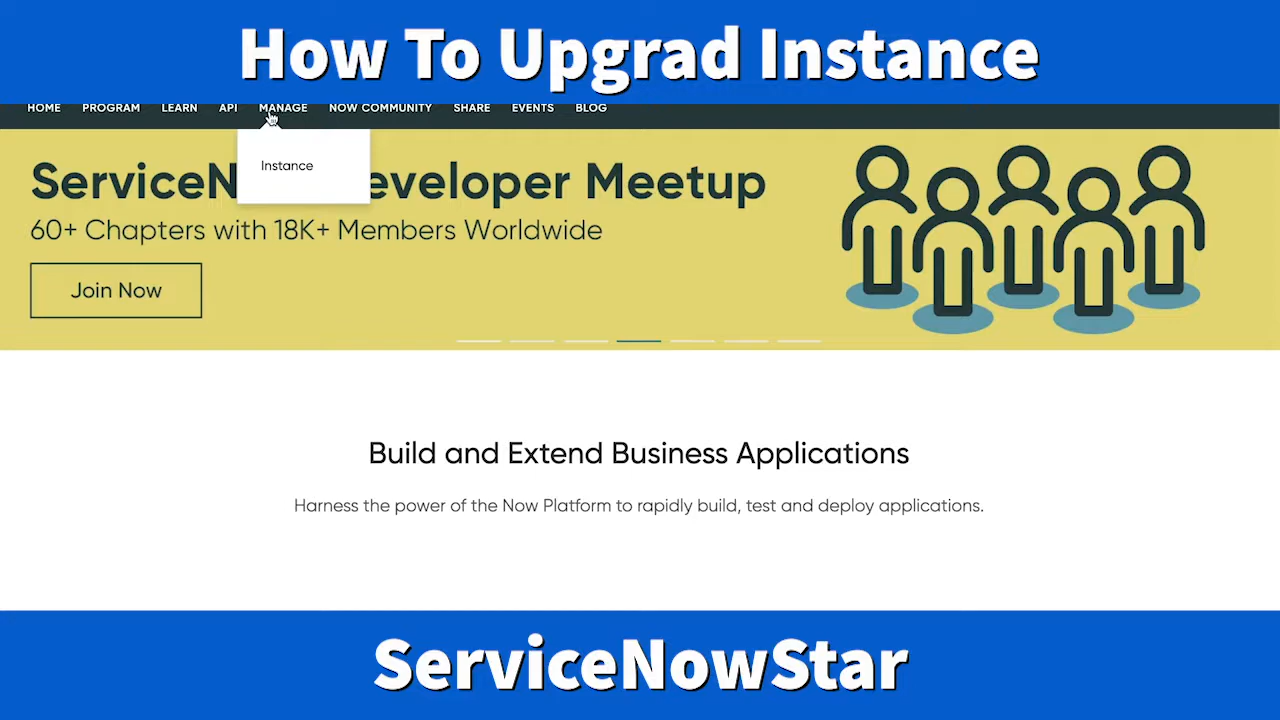 How To Upgrad Instance
HOME PROGRAM LEARN API MANAGE NOW COMMUNITY SHARE EVENTS BLOG
Instance
ServiceN eveloper Meetup
60+ Chapters with 18K+ Members Worldwide
Join Now
Build and Extend Business Applications
Harness the power of the Now Platform to rapidly build, test and deploy applications.
ServiceNowStar